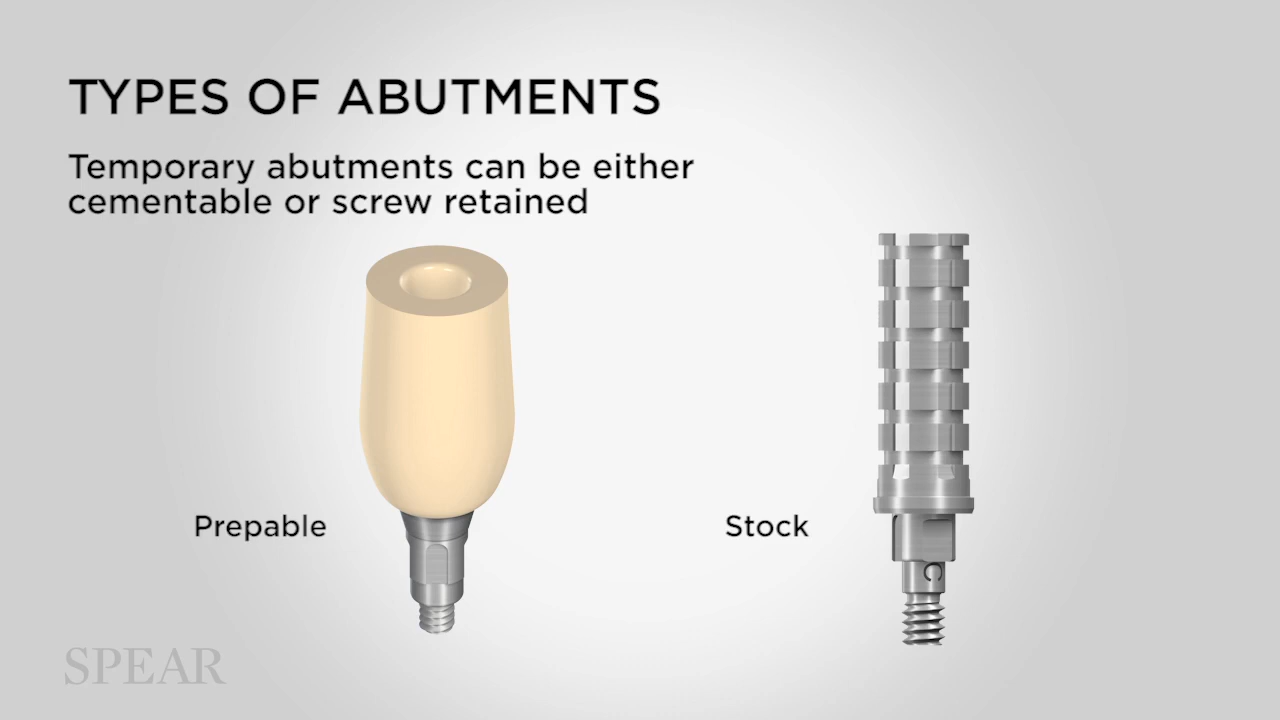 TYPES OF ABUTMENTS
Temporary abutments can be either
cementable or screw retained
Prepable
Stock
C
SPEAR